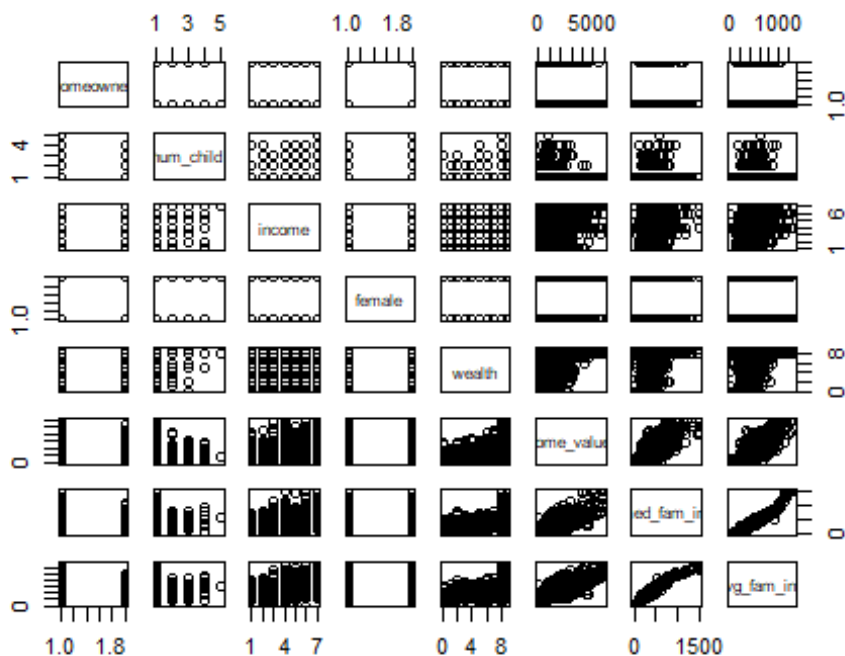 1 3 5 1.0 1.8 0 5000 0 1000
omeowne
1.0
1 4
num_child
income
1 6
1.0
female
wealth
0 8
0
ome_value
ed_fam_in
0
0
vg_fam_in
1.0 1.8 1 4 7 0 4 8 0 1500